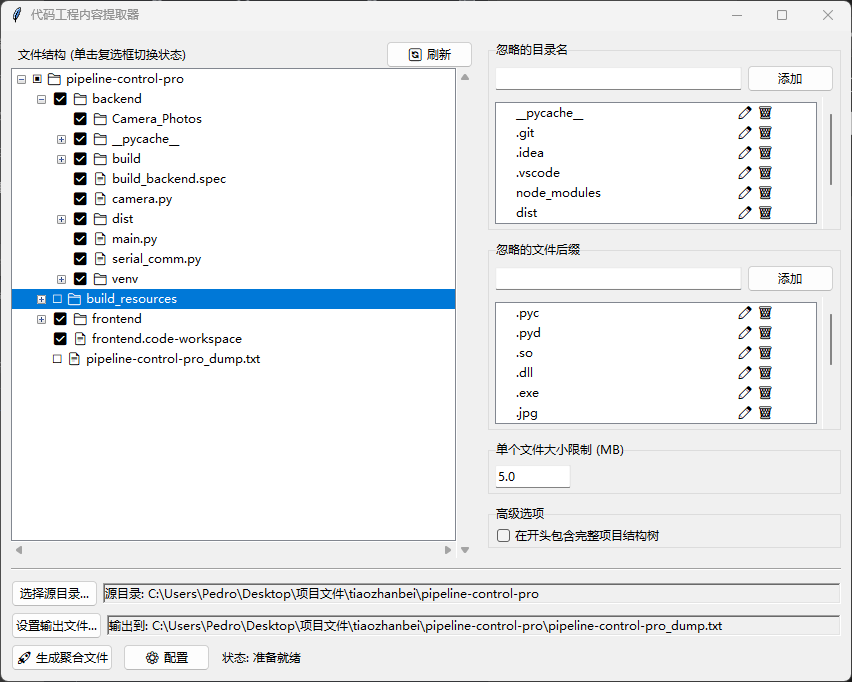 代码工程内容提取器
文件结构 (单击复选框切换状态)
刷新
pipeline-control-pro
backend
Camera_Photos
__pycache__
build
build_backend.spec
camera.py
dist
main.py
serial_comm.py
venv
build_resources
frontend
frontend.code-workspace
pipeline-control-pro_dump.txt
忽略的目录名
添加
__pycache__
.git
.idea
.vscode
node_modules
dist
忽略的文件后缀
添加
.pyc
.pyd
.so
.dll
.exe
.jpg
单个文件大小限制 (MB)
5.0
高级选项
在开头包含完整项目结构树
选择源目录... 源目录: C:\Users\Pedro\Desktop\项目文件\tiaozhanbei\pipeline-control-pro
设置输出文件... 输出到: C:\Users\Pedro\Desktop\项目文件\tiaozhanbei\pipeline-control-pro\pipeline-control-pro_dump.txt
生成聚合文件 配置 状态: 准备就绪